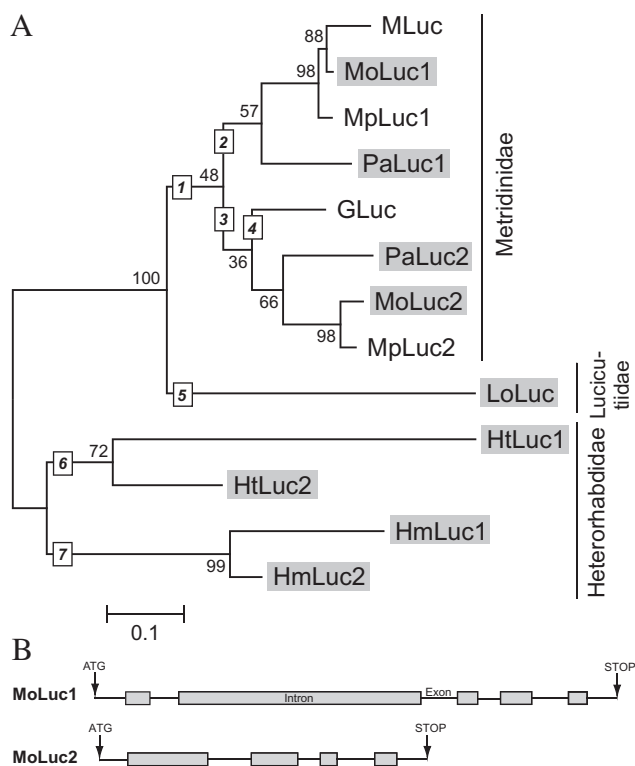 A
MLuc
88
MoLuc1
98
MpLuc1
57
2
PaLuc1
48
1
GLuc
3
4
36
PaLuc2
66
MoLuc2
98
MpLuc2
100
Metridinidae
5
LoLuc
Lucicu-
tiidae
HtLuc1
72
6
HtLuc2
HmLuc1
7
99
HmLuc2
Heterorhabdidae
0.1
B
ATG STOP
MoLuc1 Intron Exon
ATG STOP
MoLuc2